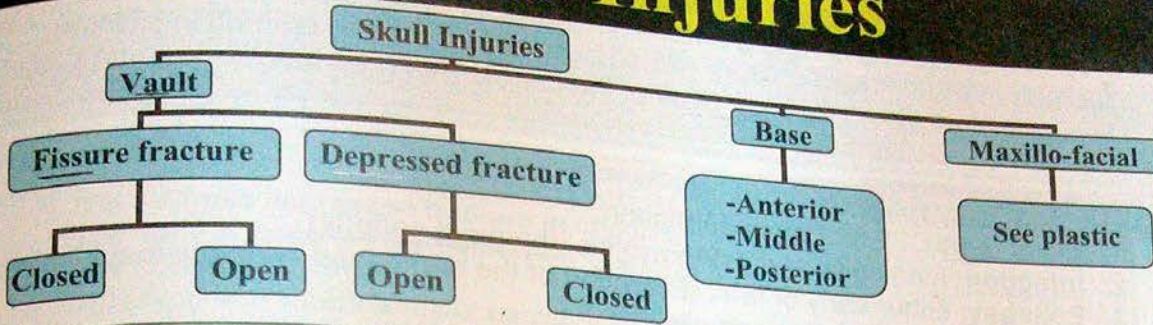 Injuries
Skull Injuries
Vault
Base
Maxillo-facial
Fissure fracture
Depressed fracture
-Anterior
-Middle
-Posterior
See plastic
Closed
Open
Open
Closed